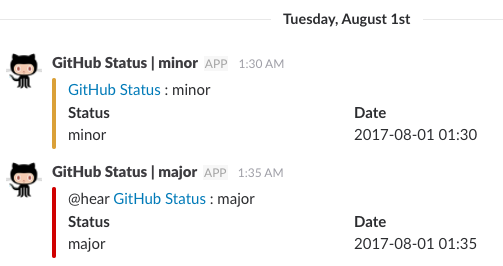 Tuesday, August 1st
GitHub Status | minor APP 1:30 AM
GitHub Status : minor
Status Date
minor 2017-08-01 01:30
GitHub Status | major APP 1:35 AM
@hear GitHub Status : major
Status Date
major 2017-08-01 01:35